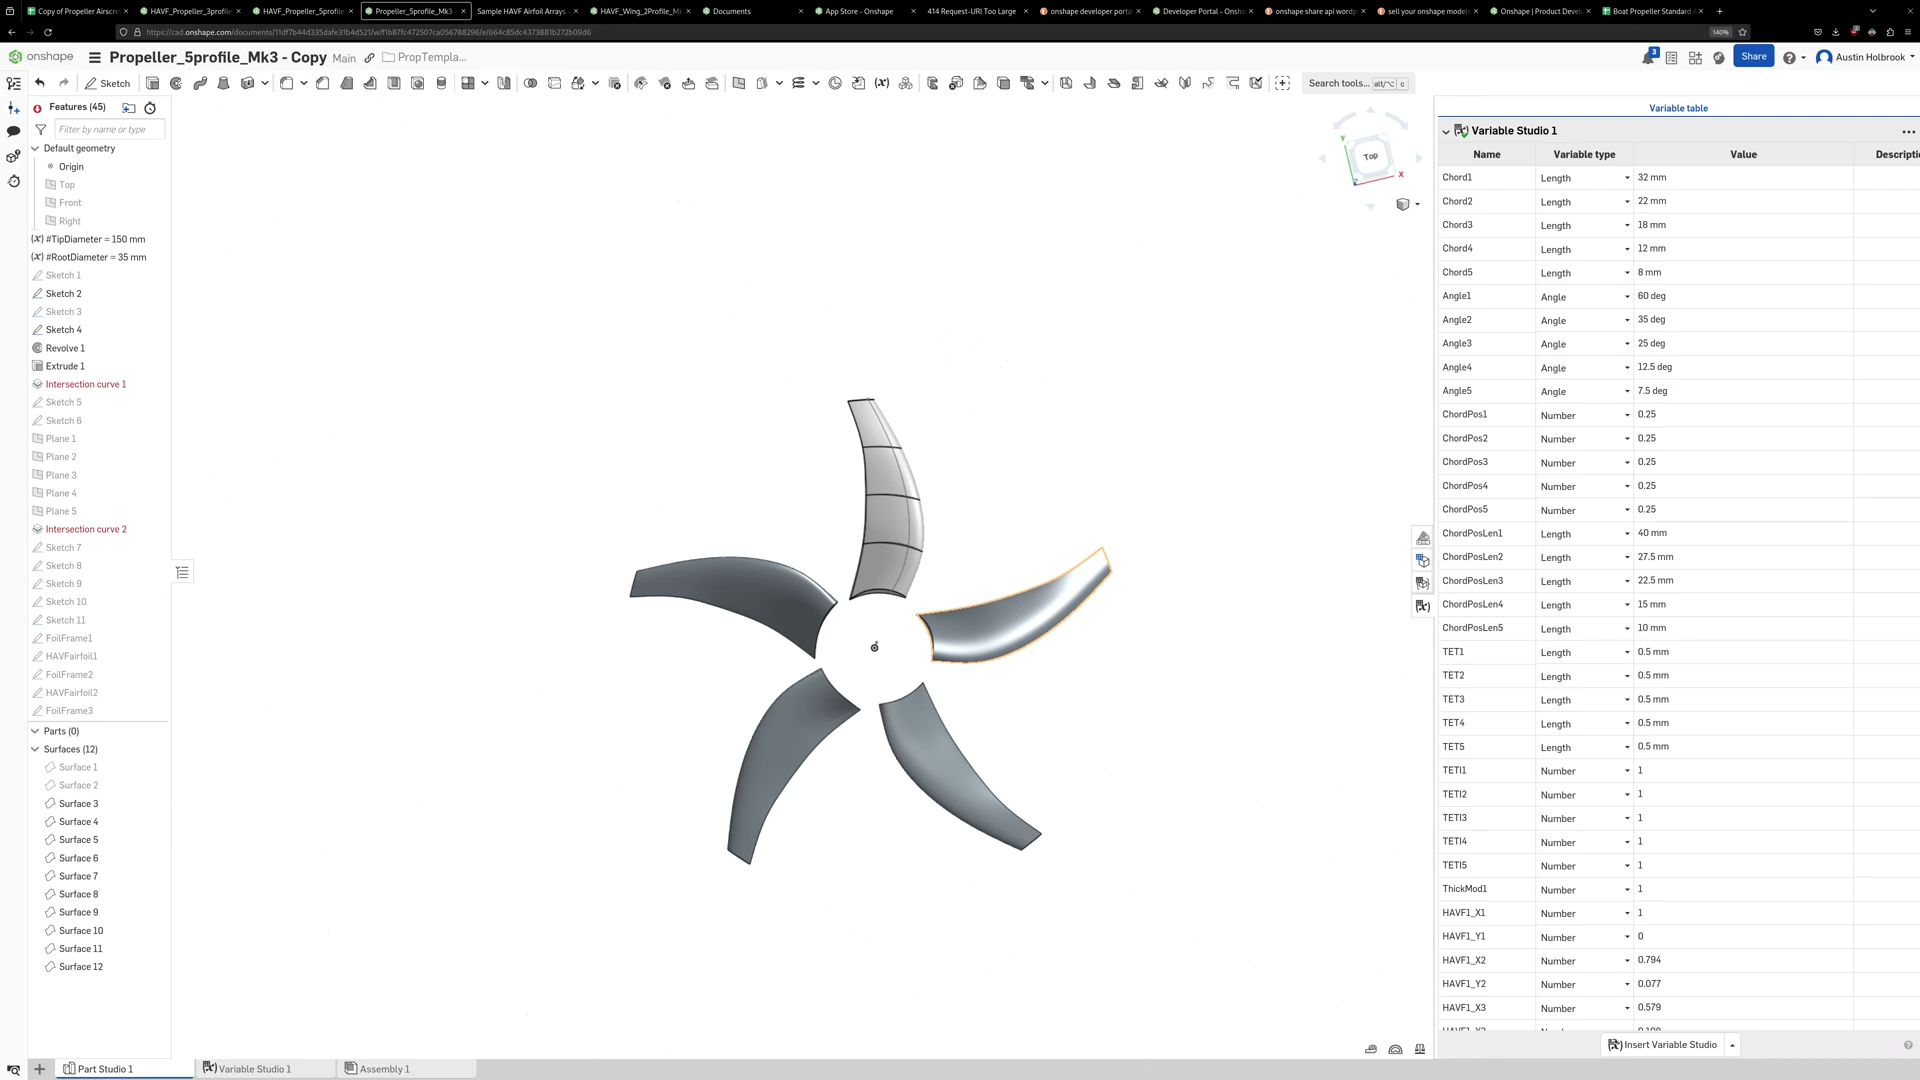 Copy of Propeller Airscre
HAVF_Propeller_3profile
HAVF_Propeller_5profile
Propeller_5profile_Mk3 -
Sample HAVF Airfoil Arrays -
HAVF_Wing_2Profile_Mk
Documents
App Store - Onshape
414 Request-URI Too Large
onshape developer portal
Developer Portal - Onsh
onshape share api wordp
sell your onshape models
Onshape | Product Devel
Boat Propeller Standard A
https://cad.onshape.com/documents/11df7b44d335dafe31b4d521/w/f1b87fc472507ca056788296/e/664c85dc4373881b272b09d6
140%
onshape
Propeller_5profile_Mk3 - Copy
Main
PropTempla...
3
Share
Austin Holbrook
Sketch
Search tools...
alt/⌥
c
Features (45)
Filter by name or type
Default geometry
Origin
Top
Front
Right
(x) #TipDiameter = 150 mm
(x) #RootDiameter = 35 mm
Sketch 1
Sketch 2
Sketch 3
Sketch 4
Revolve 1
Extrude 1
Intersection curve 1
Sketch 5
Sketch 6
Plane 1
Plane 2
Plane 3
Plane 4
Plane 5
Intersection curve 2
Sketch 7
Sketch 8
Sketch 9
Sketch 10
Sketch 11
FoilFrame1
HAVFairfoil1
FoilFrame2
HAVFairfoil2
FoilFrame3
Parts (0)
Surfaces (12)
Surface 1
Surface 2
Surface 3
Surface 4
Surface 5
Surface 6
Surface 7
Surface 8
Surface 9
Surface 10
Surface 11
Surface 12
Y
Top
X
Z
Variable table
Variable Studio 1
Name Variable type Value Descriptio
Chord1 Length 32 mm
Chord2 Length 22 mm
Chord3 Length 18 mm
Chord4 Length 12 mm
Chord5 Length 8 mm
Angle1 Angle 60 deg
Angle2 Angle 35 deg
Angle3 Angle 25 deg
Angle4 Angle 12.5 deg
Angle5 Angle 7.5 deg
ChordPos1 Number 0.25
ChordPos2 Number 0.25
ChordPos3 Number 0.25
ChordPos4 Number 0.25
ChordPos5 Number 0.25
ChordPosLen1 Length 40 mm
ChordPosLen2 Length 27.5 mm
ChordPosLen3 Length 22.5 mm
ChordPosLen4 Length 15 mm
ChordPosLen5 Length 10 mm
TET1 Length 0.5 mm
TET2 Length 0.5 mm
TET3 Length 0.5 mm
TET4 Length 0.5 mm
TET5 Length 0.5 mm
TETI1 Number 1
TETI2 Number 1
TETI3 Number 1
TETI4 Number 1
TETI5 Number 1
ThickMod1 Number 1
HAVF1_X1 Number 1
HAVF1_Y1 Number 0
HAVF1_X2 Number 0.794
HAVF1_Y2 Number 0.077
HAVF1_X3 Number 0.579
Insert Variable Studio
Part Studio 1
Variable Studio 1
Assembly 1